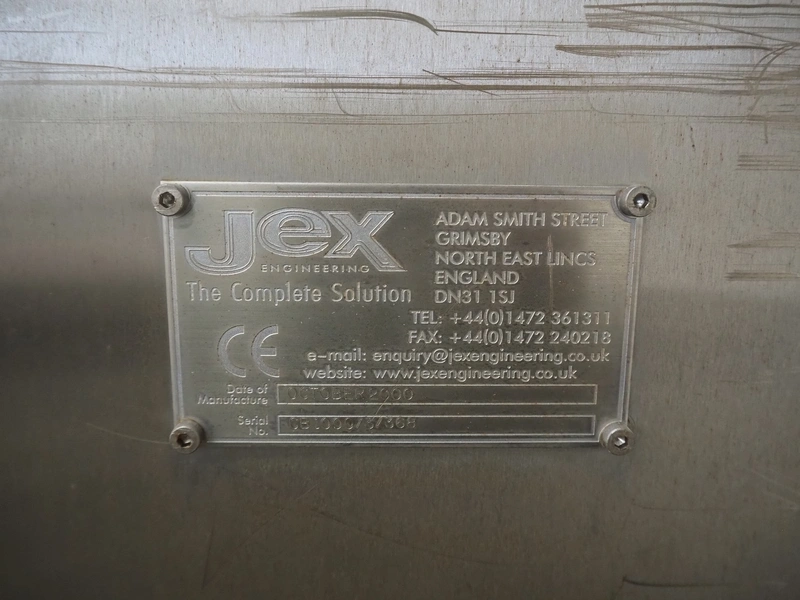 Jex
ENGINEERING
The Complete Solution
ADAM SMITH STREET
GRIMSBY
NORTH EAST LINCS
ENGLAND
DN31 1SJ
TEL: +44(0)1472 361311
FAX: +44(0)1472 240218
e-mail: enquiry@jexengineering.co.uk
website: www.jexengineering.co.uk
CE
Date of
Manufacture
OCTOBER 2000
Serial
No.